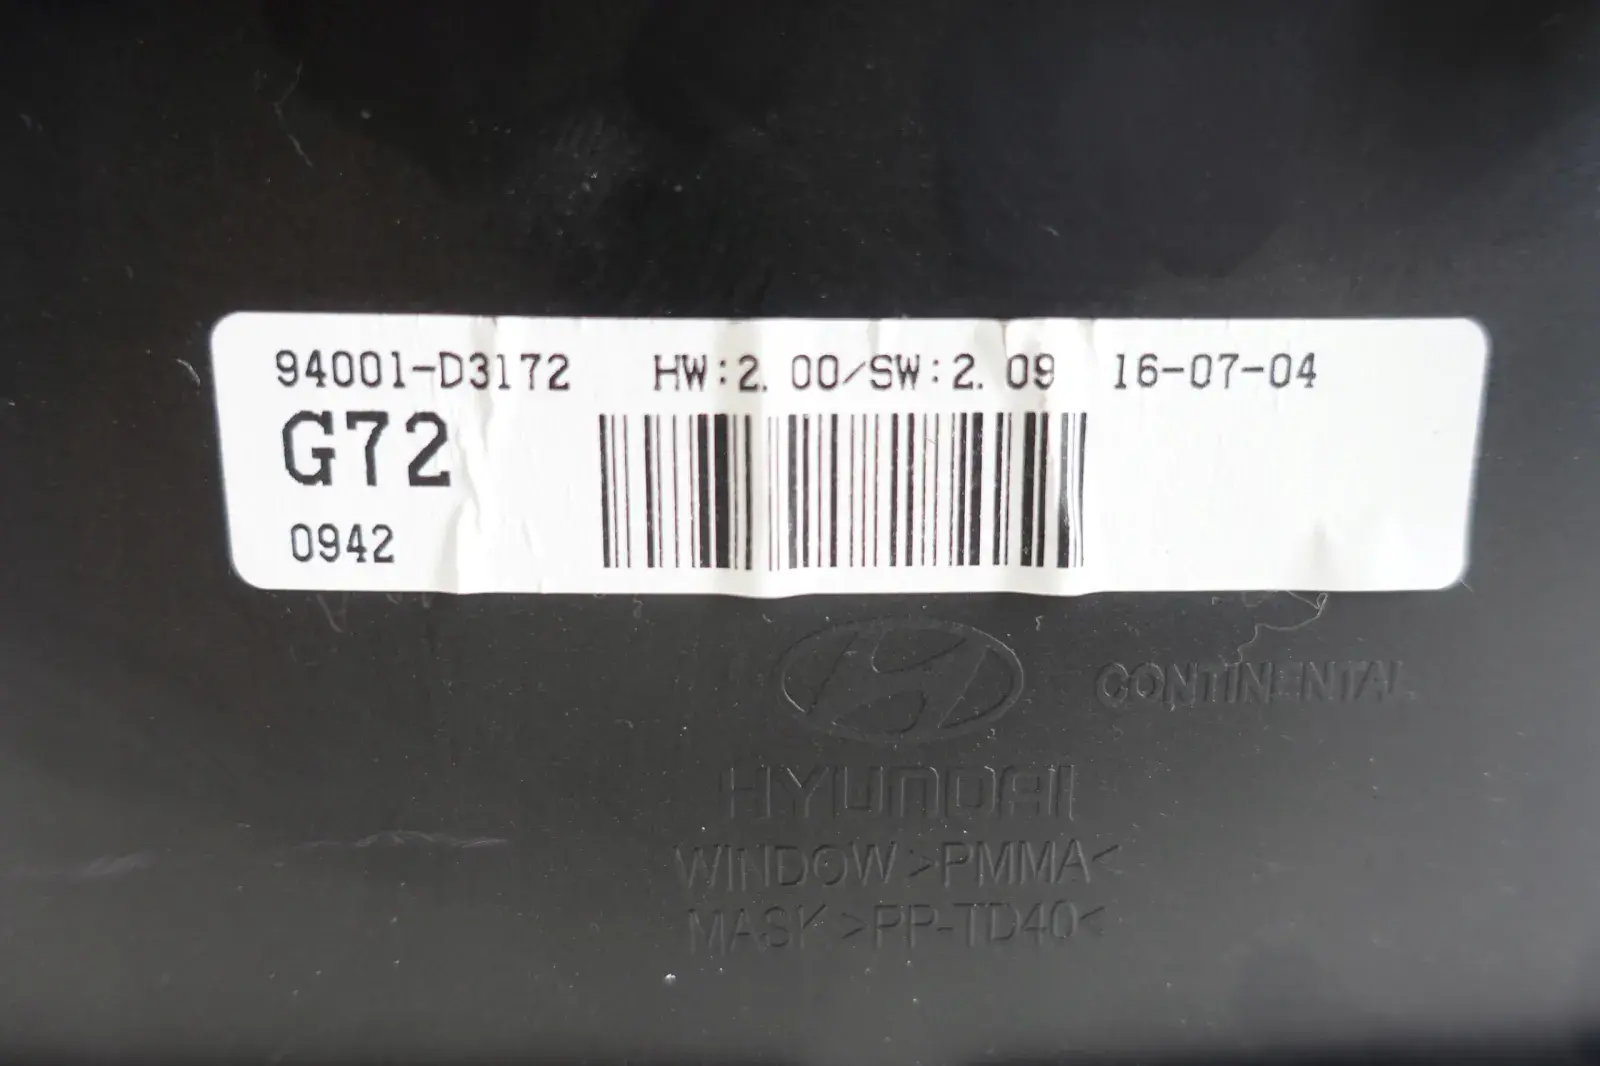 94001-D3172 HW:2.00/SW:2.09 16-07-04
G72
0942
CONTINENTAL
HYUNDAI
WINDOW >PMMA<
MASK >PP-TD40<